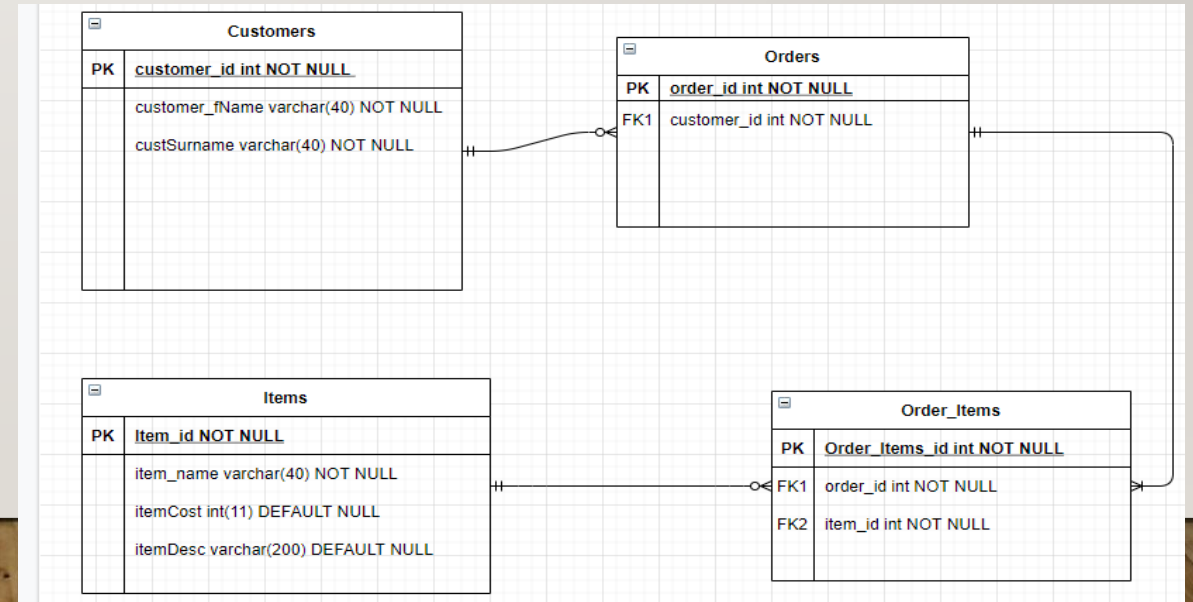 Customers
PK customer_id int NOT NULL
customer_fName varchar(40) NOT NULL
custSurname varchar(40) NOT NULL
Orders
PK order_id int NOT NULL
FK1 customer_id int NOT NULL
Items
PK Item_id NOT NULL
item_name varchar(40) NOT NULL
itemCost int(11) DEFAULT NULL
itemDesc varchar(200) DEFAULT NULL
Order_Items
PK Order_Items_id int NOT NULL
FK1 order_id int NOT NULL
FK2 item_id int NOT NULL